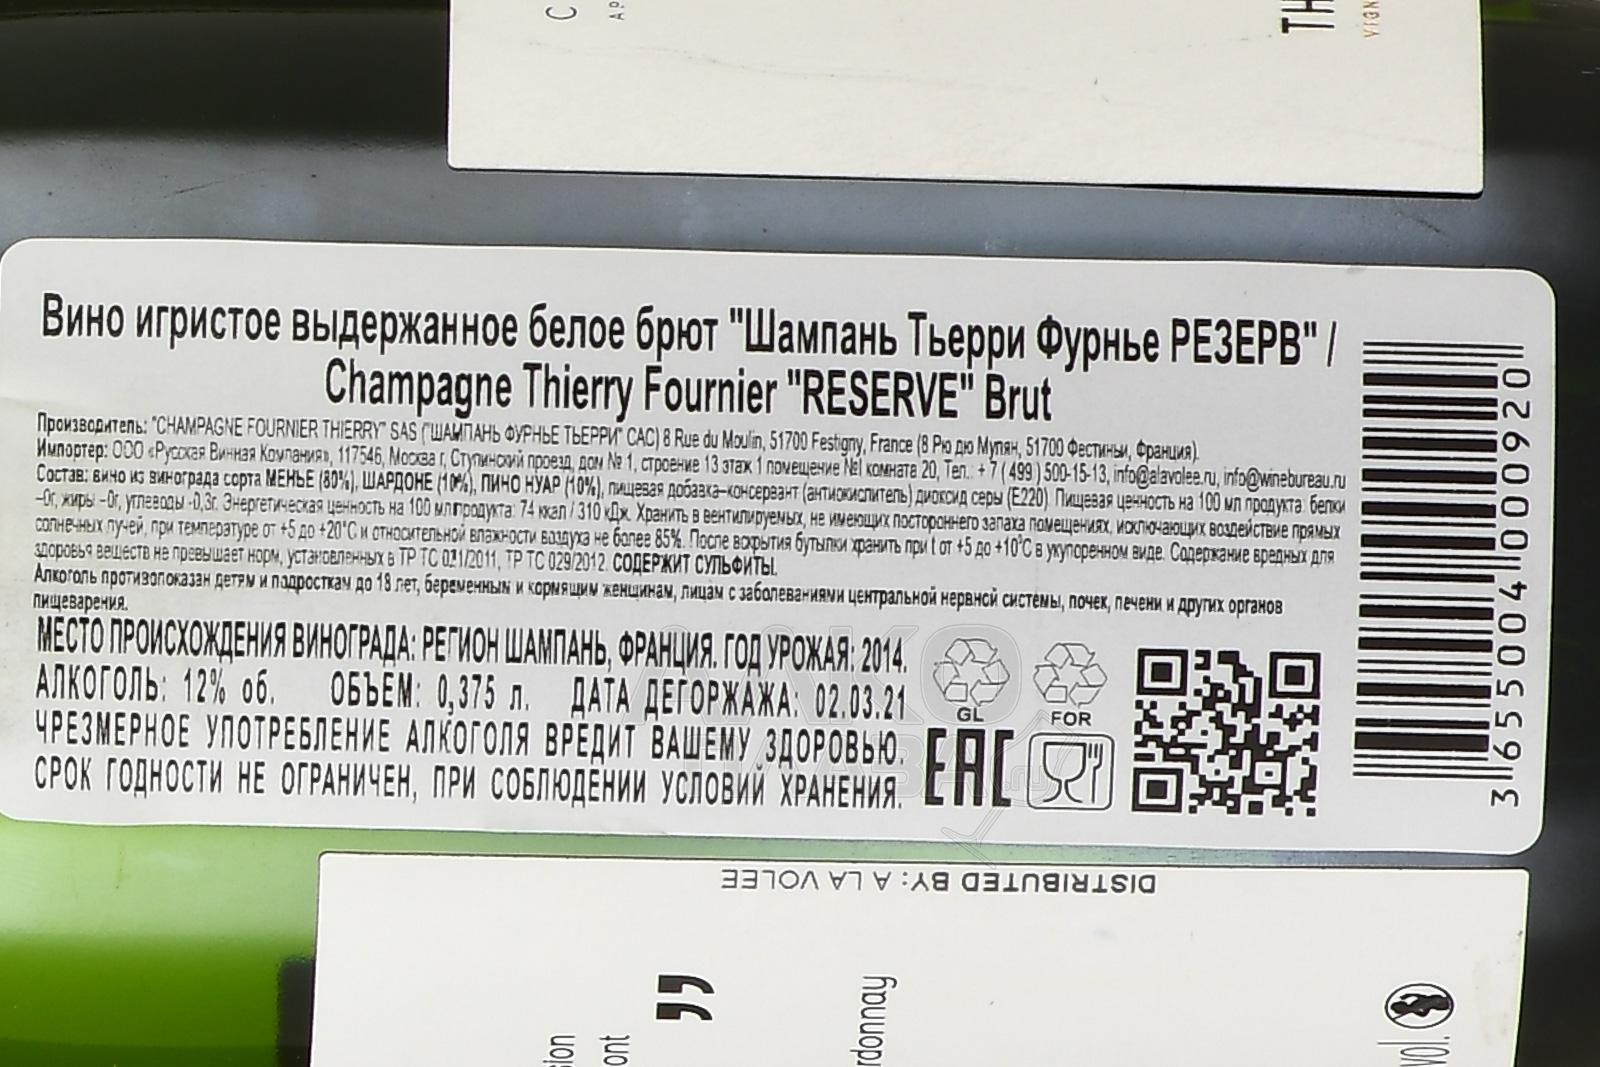 Вино игристое выдержанное белое брют "Шампань Тьерри Фурнье РЕЗЕРВ" /
Champagne Thierry Fournier "RESERVE" Brut
Производитель: "CHAMPAGNE FOURNIER THIERRY" SAS ("ШАМПАНЬ ФУРНЬЕ ТЬЕРРИ" САС) 8 Rue du Moulin, 51700 Festigny, France (8 Рю дю Мулян, 51700 Фестиньи, Франция).
Импортер: ООО «Русская Винная Компания», 117546, Москва г, Ступинский проезд, дом № 1, строение 13 этаж 1 помещение №I комната 20, Тел.: + 7 ( 499 ) 500-15-13, info@alavolee.ru, info@winebureau.ru
Состав: вино из винограда сорта МЕНЬЕ (80%), ШАРДОНЕ (10%), ПИНО НУАР (10%), пищевая добавка–консервант (антиокислитель) диоксид серы (Е220). Пищевая ценность на 100 мл продукта: белки
–0г, жиры –0г, углеводы -0,3г. Энергетическая ценность на 100 мл продукта: 74 ккал / 310 кДж. Хранить в вентилируемых, не имеющих постороннего запаха помещениях, исключающих воздействие прямых
солнечных лучей, при температуре от +5 до +20°С и относительной влажности воздуха не более 85%. После вскрытия бутылки хранить при t от +5 до +10°С в укупоренном виде. Содержание вредных для
здоровья веществ не превышает норм, установленных в ТР ТС 021/2011, ТР ТС 029/2012. СОДЕРЖИТ СУЛЬФИТЫ.
Алкоголь противопоказан детям и подросткам до 18 лет, беременным и кормящим женщинам, лицам с заболеваниями центральной нервной системы, почек, печени и других органов
пищеварения.
МЕСТО ПРОИСХОЖДЕНИЯ ВИНОГРАДА: РЕГИОН ШАМПАНЬ, ФРАНЦИЯ. ГОД УРОЖАЯ: 2014.
АЛКОГОЛЬ: 12% об. ОБЪЕМ: 0,375 л. ДАТА ДЕГОРЖАЖА: 02.03.21
ЧРЕЗМЕРНОЕ УПОТРЕБЛЕНИЕ АЛКОГОЛЯ ВРЕДИТ ВАШЕМУ ЗДОРОВЬЮ.
СРОК ГОДНОСТИ НЕ ОГРАНИЧЕН, ПРИ СОБЛЮДЕНИИ УСЛОВИЙ ХРАНЕНИЯ.
GL
FOR
EAC
3 655004 000920
DISTRIBUTED BY: A LA VOLEE
vol.